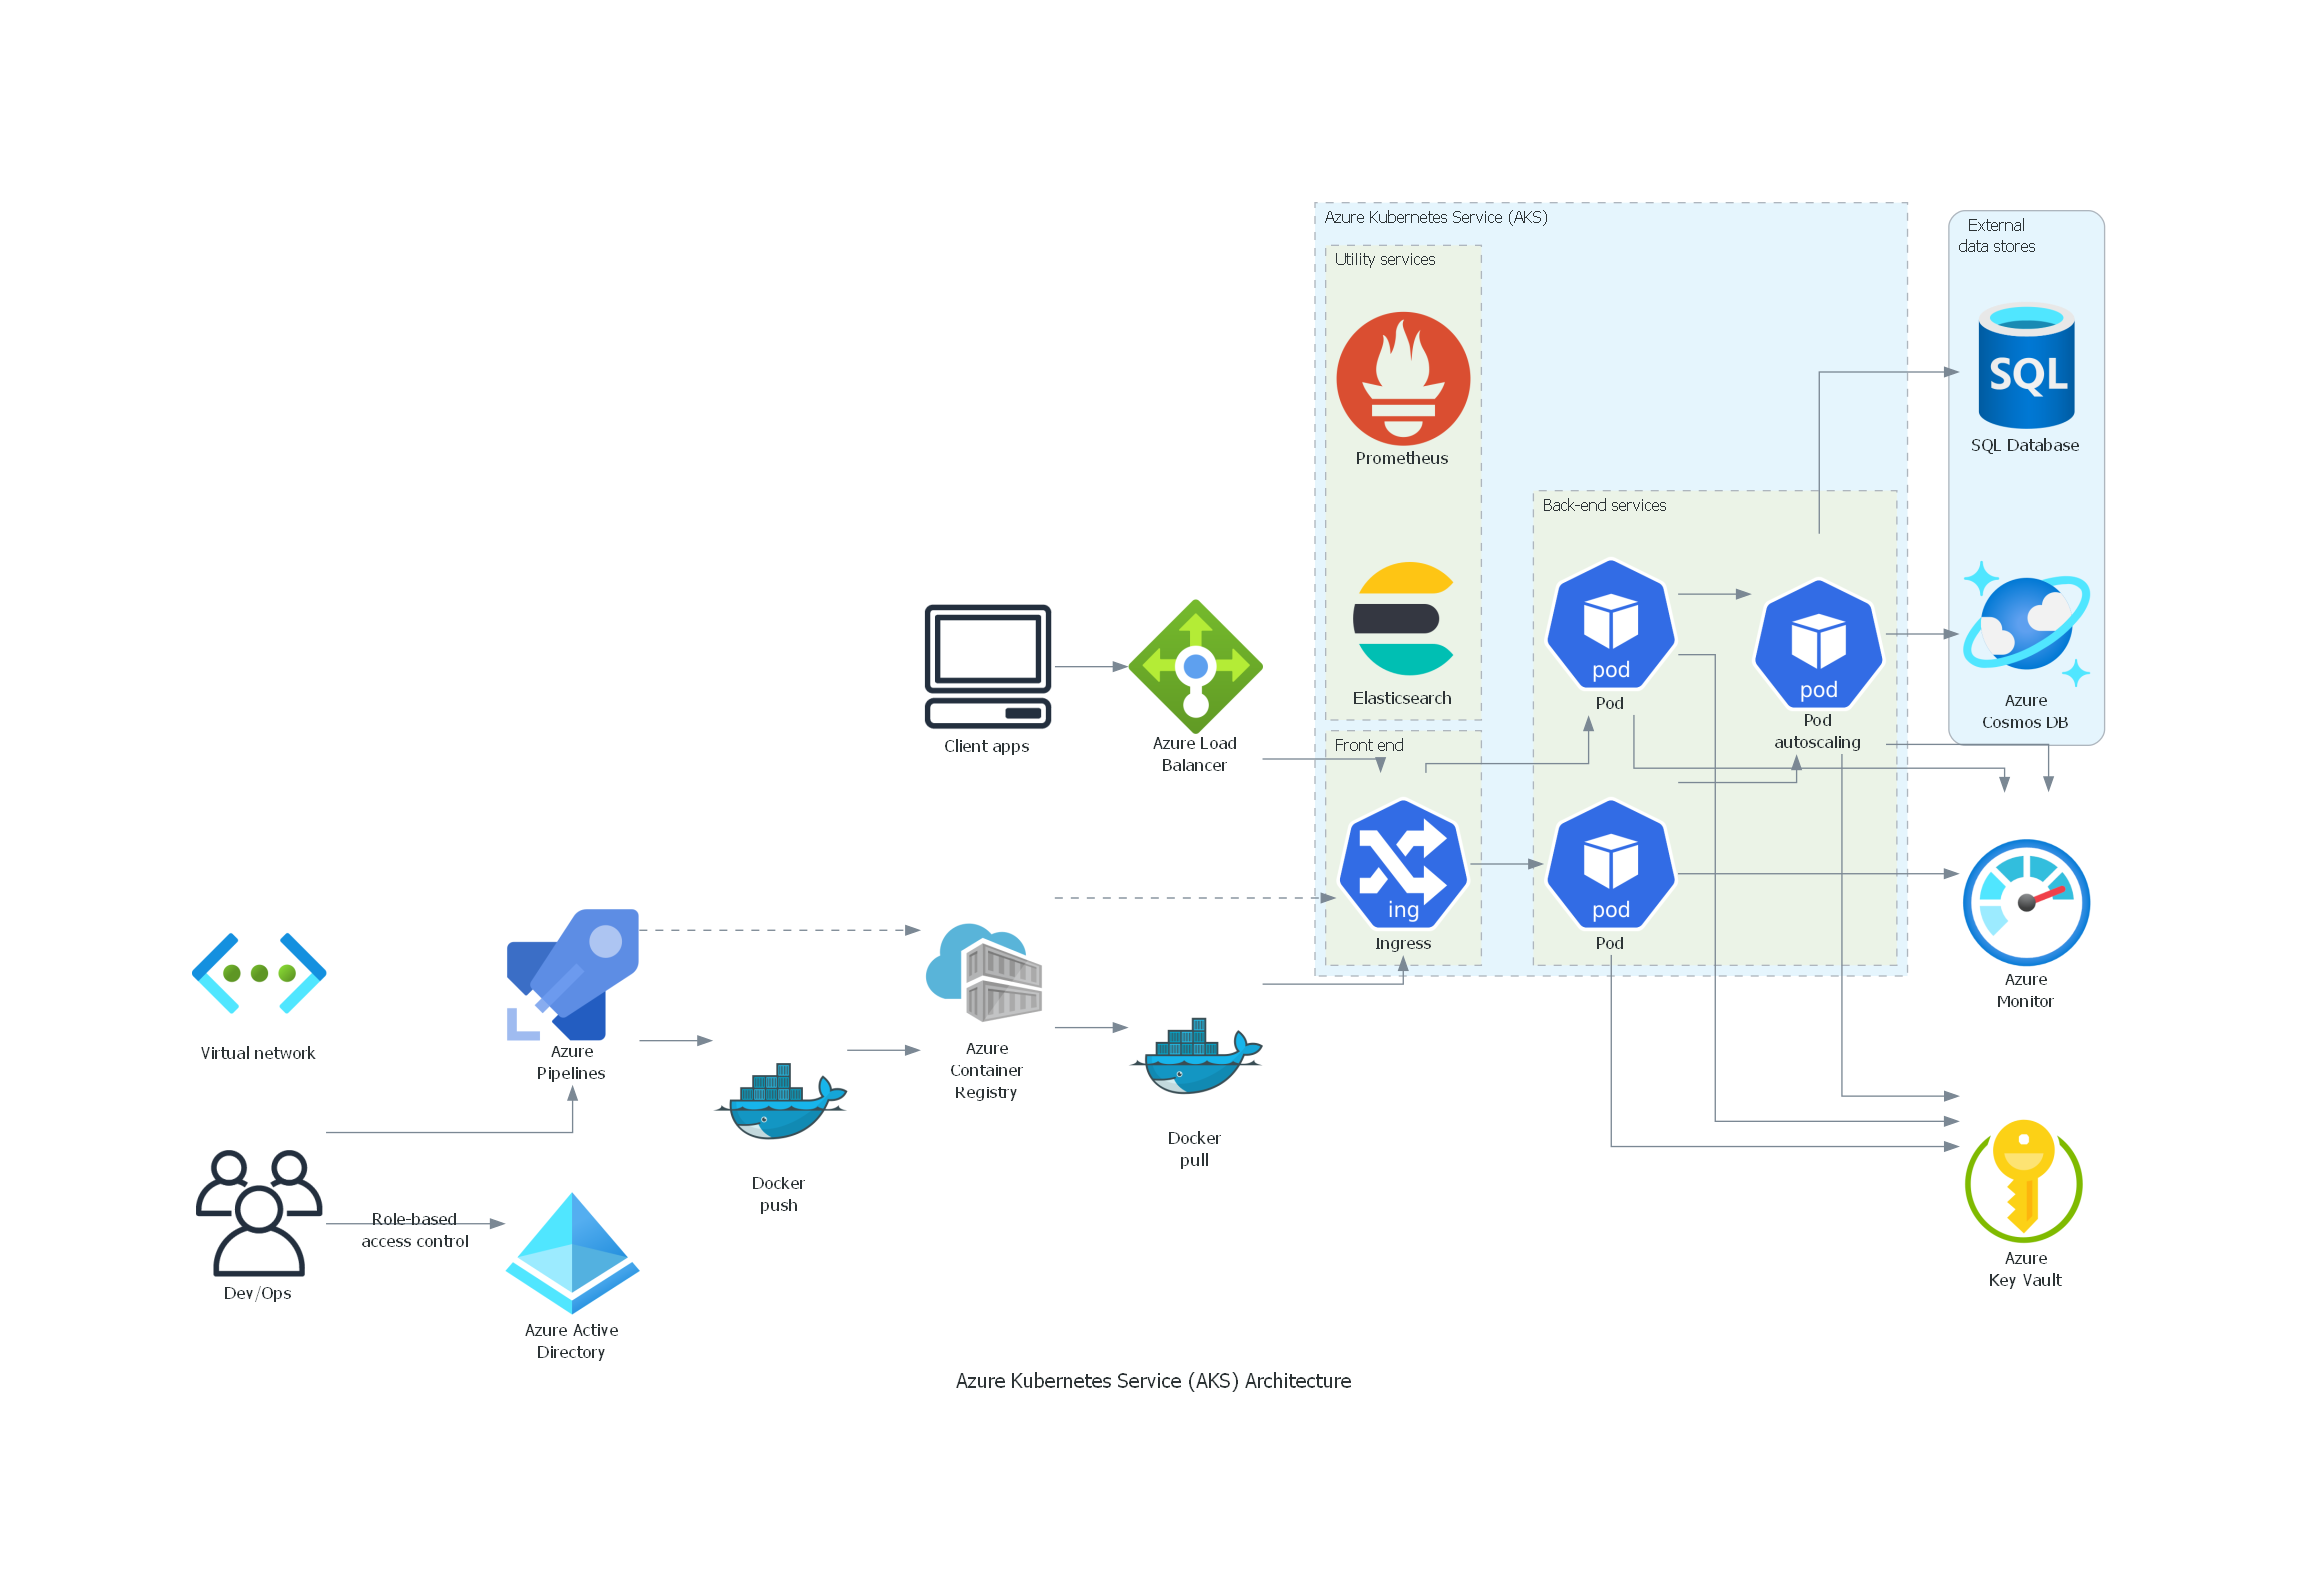 Azure Kubernetes Service (AKS)
External
data stores
Utility services
SQL
SQL Database
Prometheus
Back-end services
Elasticsearch
pod
Pod
pod
Pod
autoscaling
Azure
Cosmos DB
Client apps
Azure Load
Balancer
Front end
ing
Ingress
pod
Pod
Azure
Monitor
Virtual network
Azure
Pipelines
Azure
Container
Registry
Docker
pull
Docker
push
Role-based
access control
Dev/Ops
Azure Active
Directory
Azure
Key Vault
Azure Kubernetes Service (AKS) Architecture